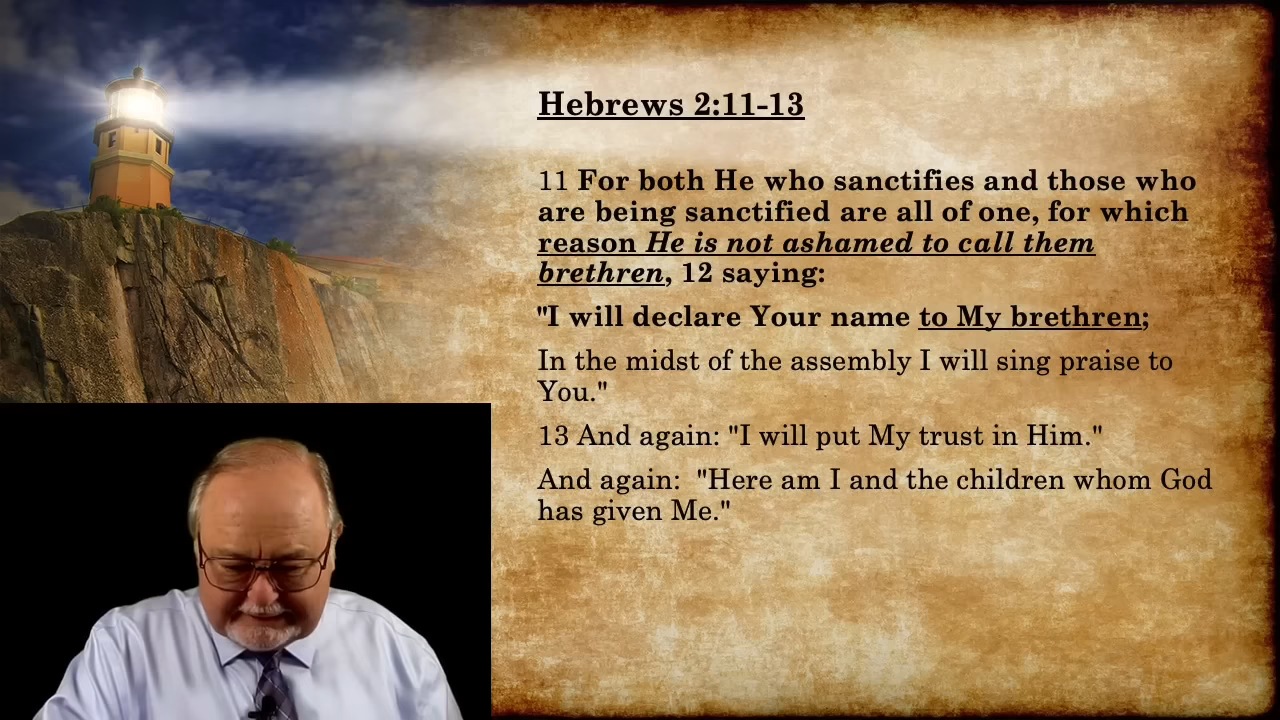 Hebrews 2:11-13
11 For both He who sanctifies and those who
are being sanctified are all of one, for which
reason He is not ashamed to call them
brethren, 12 saying:
"I will declare Your name to My brethren;
In the midst of the assembly I will sing praise to
You."
13 And again: "I will put My trust in Him."
And again:  "Here am I and the children whom God
has given Me."